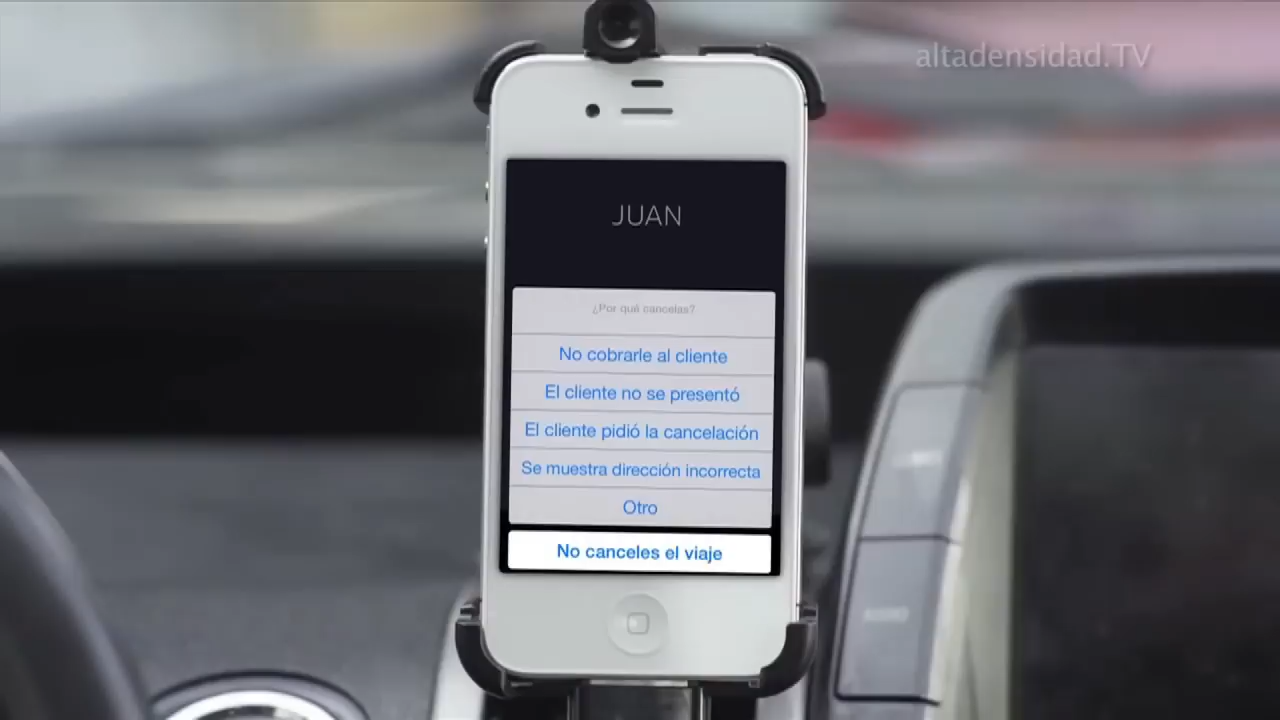 altadensidad.TV
JUAN
¿Por qué cancelas?
No cobrarle al cliente
El cliente no se presentó
El cliente pidió la cancelación
Se muestra dirección incorrecta
Otro
No canceles el viaje